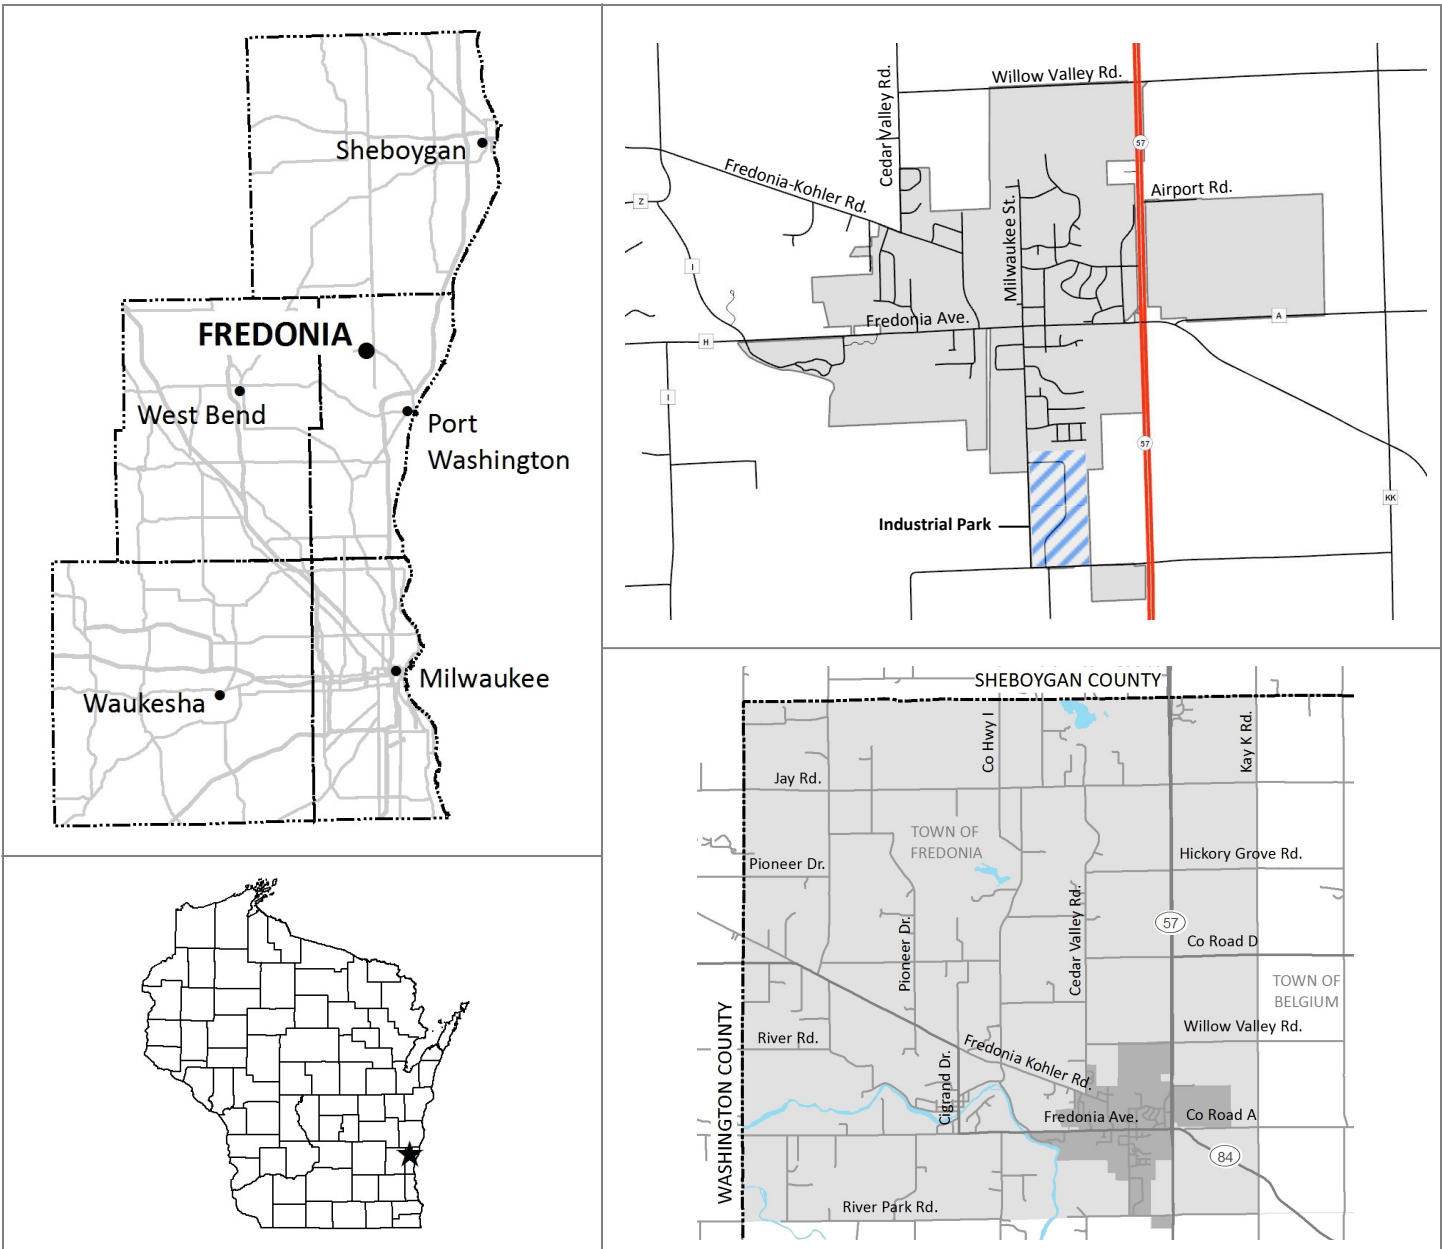 Sheboygan
FREDONIA
West Bend
Port
Washington
Milwaukee
Waukesha
Willow Valley Rd.
Cedar Valley Rd.
57
Fredonia-Kohler Rd.
Airport Rd.
Z
Milwaukee St.
I
Fredonia Ave.
A
H
I
57
KK
Industrial Park
SHEBOYGAN COUNTY
Co Hwy I
Kay K Rd.
Jay Rd.
TOWN OF
FREDONIA
Hickory Grove Rd.
Pioneer Dr.
Cedar Valley Rd.
57
Pioneer Dr.
Co Road D
TOWN OF
BELGIUM
WASHINGTON COUNTY
Willow Valley Rd.
River Rd.
Fredonia Kohler Rd.
Cigrand Dr.
Fredonia Ave.
Co Road A
84
River Park Rd.